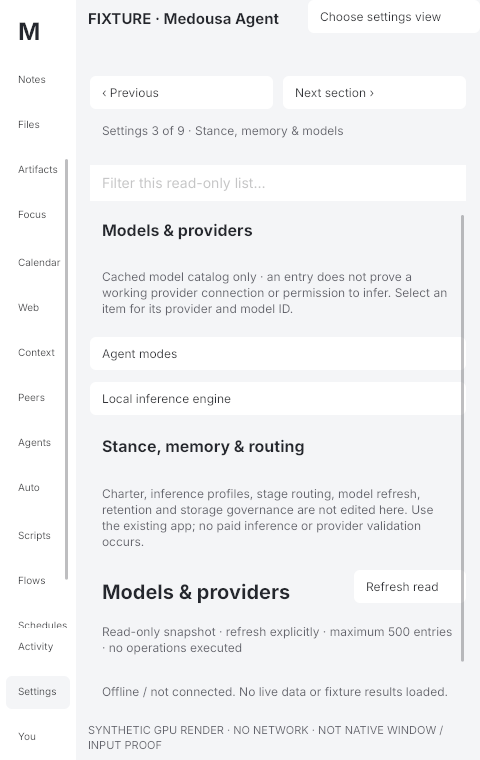 M
Notes
Files
Artifacts
Focus
Calendar
Web
Context
Peers
Agents
Auto
Scripts
Flows
Schedules
Activity
Settings
You
FIXTURE · Medousa Agent
Choose settings view
‹ Previous
Next section ›
Settings 3 of 9 · Stance, memory & models
Filter this read-only list...
Models & providers
Cached model catalog only · an entry does not prove a
working provider connection or permission to infer. Select an
item for its provider and model ID.
Agent modes
Local inference engine
Stance, memory & routing
Charter, inference profiles, stage routing, model refresh,
retention and storage governance are not edited here. Use
the existing app; no paid inference or provider validation
occurs.
Models & providers
Refresh read
Read-only snapshot · refresh explicitly · maximum 500 entries
· no operations executed
Offline / not connected. No live data or fixture results loaded.
SYNTHETIC GPU RENDER · NO NETWORK · NOT NATIVE WINDOW /
INPUT PROOF